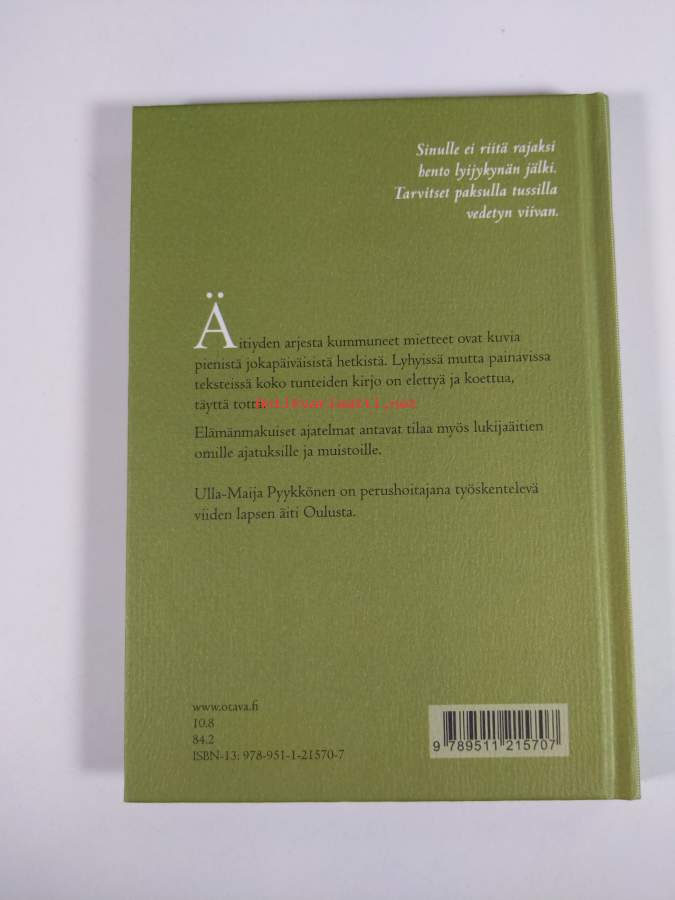 Sinulle ei riitä rajaksi
hento lyijykynän jälki.
Tarvitset paksulla tussilla
vedetyn viivan.
Äitiyden arjesta kummunneet mietteet ovat kuvia
pienistä jokapäiväisistä hetkistä. Lyhyissä mutta painavissa
teksteissä koko tunteiden kirjo on elettyä ja koettua,
täyttä totta.
Elämänmakuiset ajatelmat antavat tilaa myös lukijaäitien
omille ajatuksille ja muistoille.
Ulla-Maija Pyykkönen on perushoitajana työskentelevä
viiden lapsen äiti Oulusta.
www.otava.fi
10.8
84.2
ISBN-13: 978-951-1-21570-7
9 789511 215707